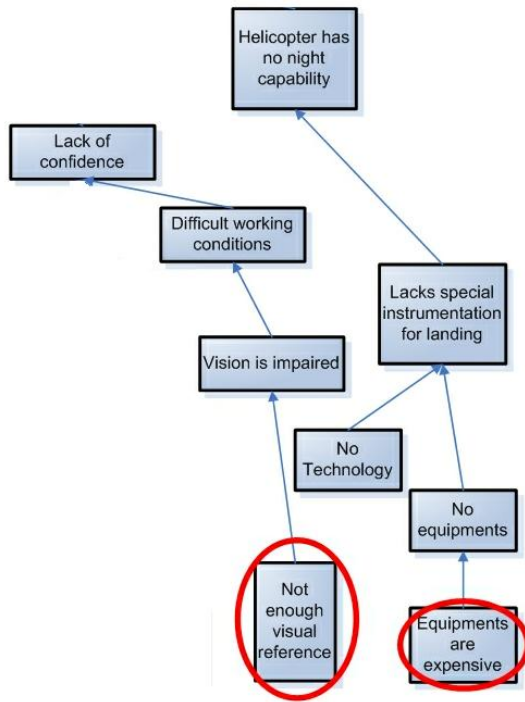 Helicopter has
no night
capability
Lack of
confidence
Difficult working
conditions
Lacks special
instrumentation
for landing
Vision is impaired
No
Technology
No
equipments
Not
enough
visual
reference
Equipments
are
expensive